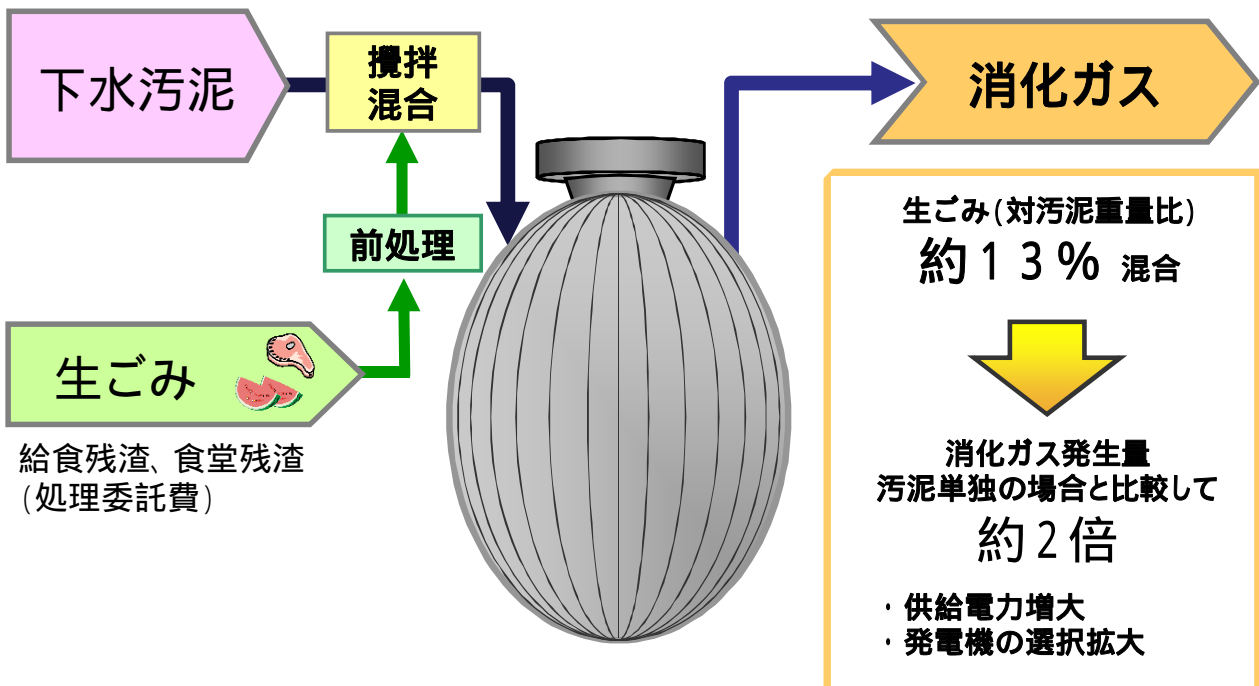 下水汚泥
攪拌
混合
消化ガス
前処理
生ごみ
給食残渣、食堂残渣
(処理委託費)
生ごみ(対汚泥重量比)
約13% 混合
消化ガス発生量
汚泥単独の場合と比較して
約2倍
・供給電力増大
・発電機の選択拡大